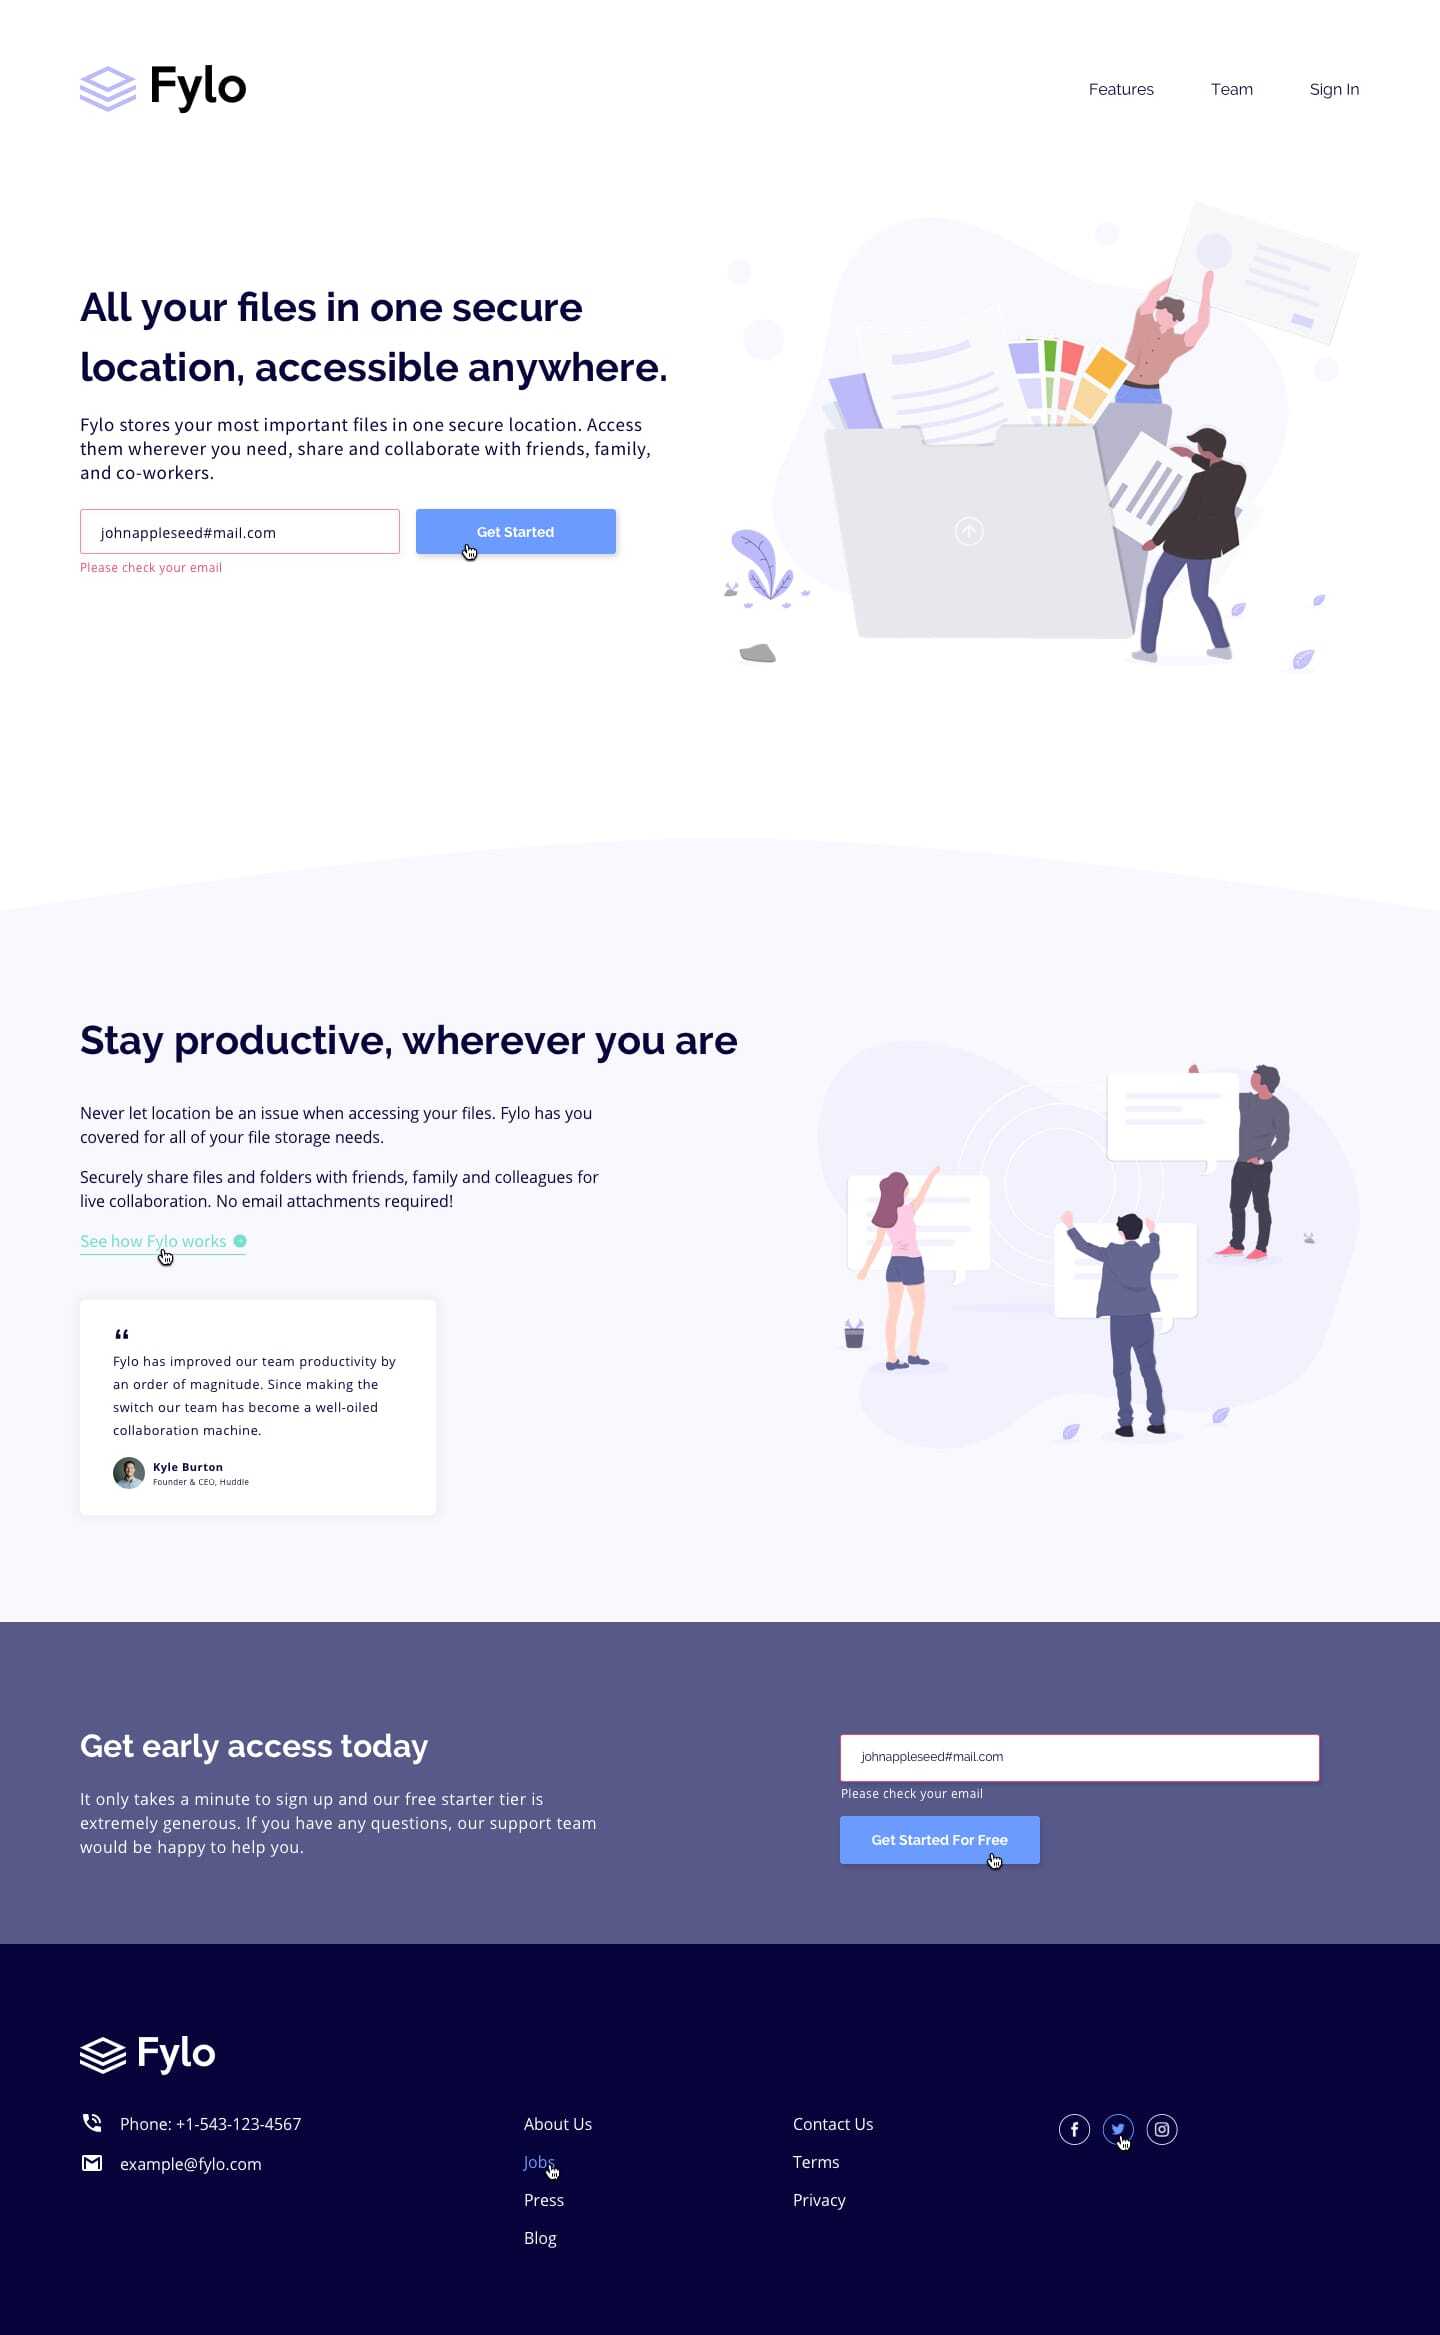 Fylo
Features
Team
Sign In
All your files in one secure
location, accessible anywhere.
Fylo stores your most important files in one secure location. Access
them wherever you need, share and collaborate with friends, family,
and co-workers.
johnappleseed#mail.com
Get Started
Please check your email
Stay productive, wherever you are
Never let location be an issue when accessing your files. Fylo has you
covered for all of your file storage needs.
Securely share files and folders with friends, family and colleagues for
live collaboration. No email attachments required!
See how Fylo works
“
Fylo has improved our team productivity by
an order of magnitude. Since making the
switch our team has become a well-oiled
collaboration machine.
Kyle Burton
Founder & CEO, Huddle
Get early access today
It only takes a minute to sign up and our free starter tier is
extremely generous. If you have any questions, our support team
would be happy to help you.
johnappleseed#mail.com
Please check your email
Get Started For Free
Fylo
Phone: +1-543-123-4567
example@fylo.com
About Us
Jobs
Press
Blog
Contact Us
Terms
Privacy